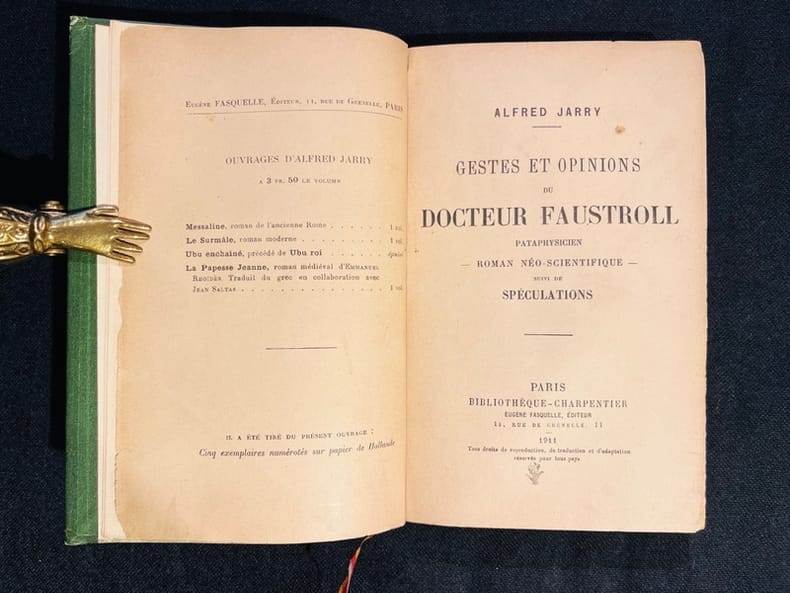 EUGÈNE FASQUELLE, ÉDITEUR, 11, RUE DE GRENELLE, PARIS
OUVRAGES D'ALFRED JARRY
A 3 FR. 50 LE VOLUME
Messaline, roman de l'ancienne Rome . . . . . . . 1 vol.
Le Surmâle, roman moderne . . . . . . . . . 1 vol.
Ubu enchaîné, précédé de Ubu roi . . . . . . épuisé
La Papesse Jeanne, roman médiéval d'EMMANUEL
RHOÏDÈS. Traduit du grec en collaboration avec
JEAN SALTAS . . . . . . . . . . . . . . . 1 vol.
IL A ÉTÉ TIRÉ DU PRÉSENT OUVRAGE :
Cinq exemplaires numérotés sur papier de Hollande
ALFRED JARRY
GESTES ET OPINIONS
DU
DOCTEUR FAUSTROLL
PATAPHYSICIEN
— ROMAN NÉO-SCIENTIFIQUE —
SUIVI DE
SPÉCULATIONS
PARIS
BIBLIOTHÈQUE-CHARPENTIER
EUGÈNE FASQUELLE, ÉDITEUR
11, RUE DE GRENELLE, 11
1911
Tous droits de reproduction, de traduction et d'adaptation
réservés pour tous pays